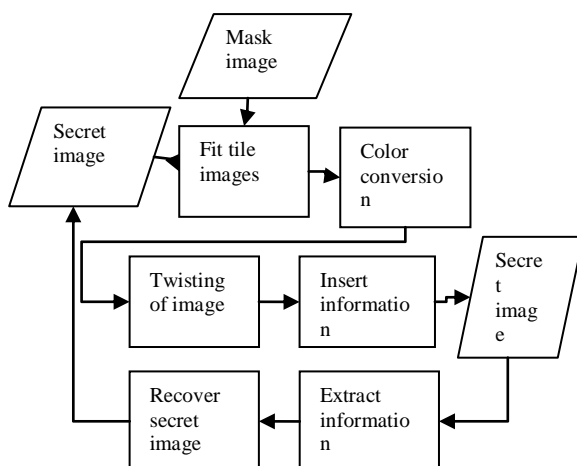 Mask
image
Secret
image
Fit tile
images
Color
conversio
n
Twisting
of image
Insert
informatio
n
Secre
t
imag
e
Recover
secret
image
Extract
informatio
n